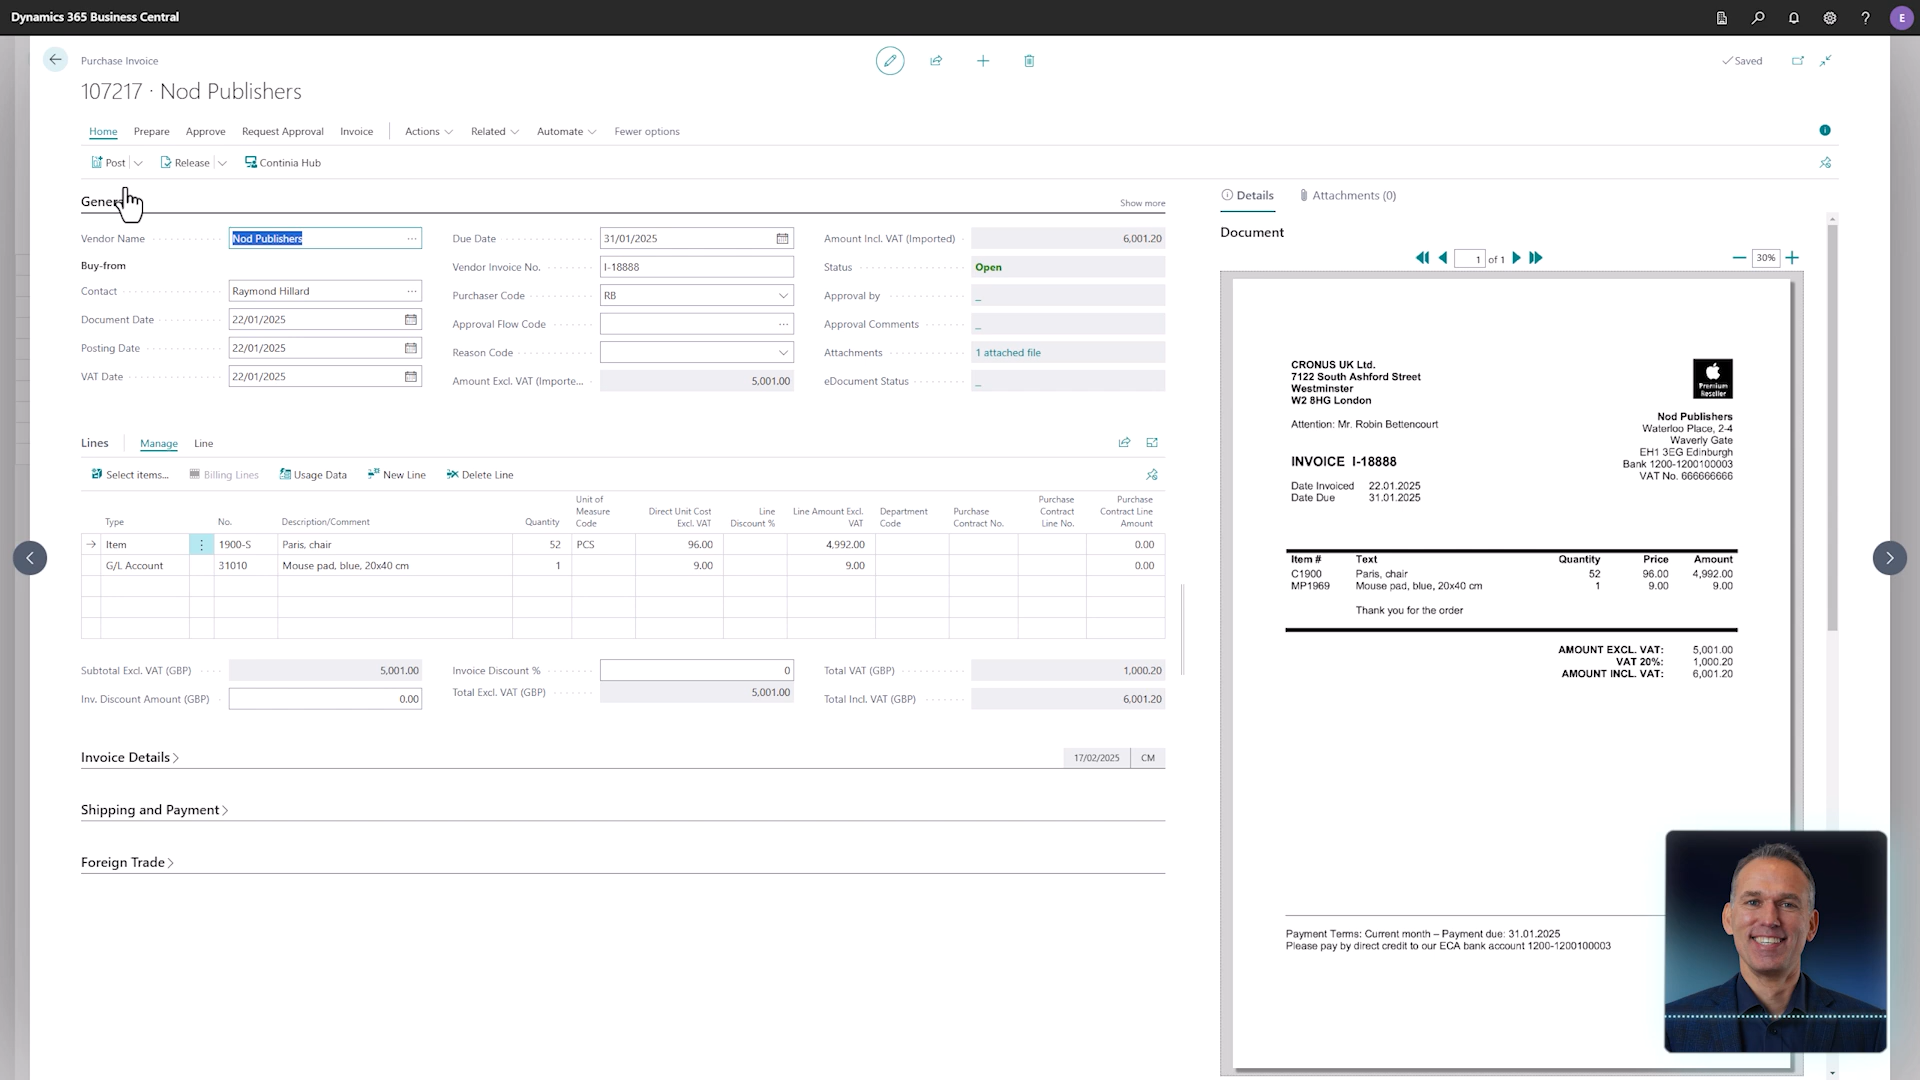 Dynamics 365 Business Central
E
Purchase Invoice
Saved
107217 · Nod Publishers
Home Prepare Approve Request Approval Invoice Actions Related Automate Fewer options
Post Release Continia Hub
General
Show more
Vendor Name Nod Publishers
Buy-from
Contact Raymond Hillard
Document Date 22/01/2025
Posting Date 22/01/2025
VAT Date 22/01/2025
Due Date 31/01/2025
Vendor Invoice No. I-18888
Purchaser Code RB
Approval Flow Code
Reason Code
Amount Excl. VAT (Importe... 5,001.00
Amount Incl. VAT (Imported) 6,001.20
Status Open
Approval by _
Approval Comments _
Attachments 1 attached file
eDocument Status _
Lines Manage Line
Select items... Billing Lines Usage Data New Line Delete Line
Type No. Description/Comment Quantity Unit of Measure Code Direct Unit Cost Excl. VAT Line Discount % Line Amount Excl. VAT Department Code Purchase Contract No. Purchase Contract Line No. Purchase Contract Line Amount
Item 1900-S Paris, chair 52 PCS 96.00 4,992.00 0.00
G/L Account 31010 Mouse pad, blue, 20x40 cm 1 9.00 9.00 0.00
Subtotal Excl. VAT (GBP) 5,001.00
Inv. Discount Amount (GBP) 0.00
Invoice Discount % 0
Total Excl. VAT (GBP) 5,001.00
Total VAT (GBP) 1,000.20
Total Incl. VAT (GBP) 6,001.20
Invoice Details 17/02/2025 CM
Shipping and Payment
Foreign Trade
Details Attachments (0)
Document
1 of 1 30%
CRONUS UK Ltd.
7122 South Ashford Street
Westminster
W2 8HG London
Attention: Mr. Robin Bettencourt
Premium
Reseller
Nod Publishers
Waterloo Place, 2-4
Waverly Gate
EH1 3EG Edinburgh
Bank 1200-1200100003
VAT No. 666666666
INVOICE I-18888
Date Invoiced 22.01.2025
Date Due 31.01.2025
Item # Text Quantity Price Amount
C1900 Paris, chair 52 96.00 4,992.00
MP1969 Mouse pad, blue, 20x40 cm 1 9.00 9.00
Thank you for the order
AMOUNT EXCL. VAT: 5,001.00
VAT 20%: 1,000.20
AMOUNT INCL. VAT: 6,001.20
Payment Terms: Current month – Payment due: 31.01.2025
Please pay by direct credit to our ECA bank account 1200-1200100003